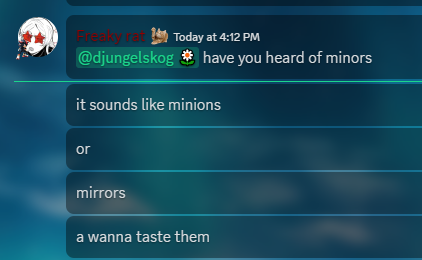 Freaky rat 🐿️ Today at 4:12 PM
@djungelskog 🌼 have you heard of minors
it sounds like minions
or
mirrors
a wanna taste them